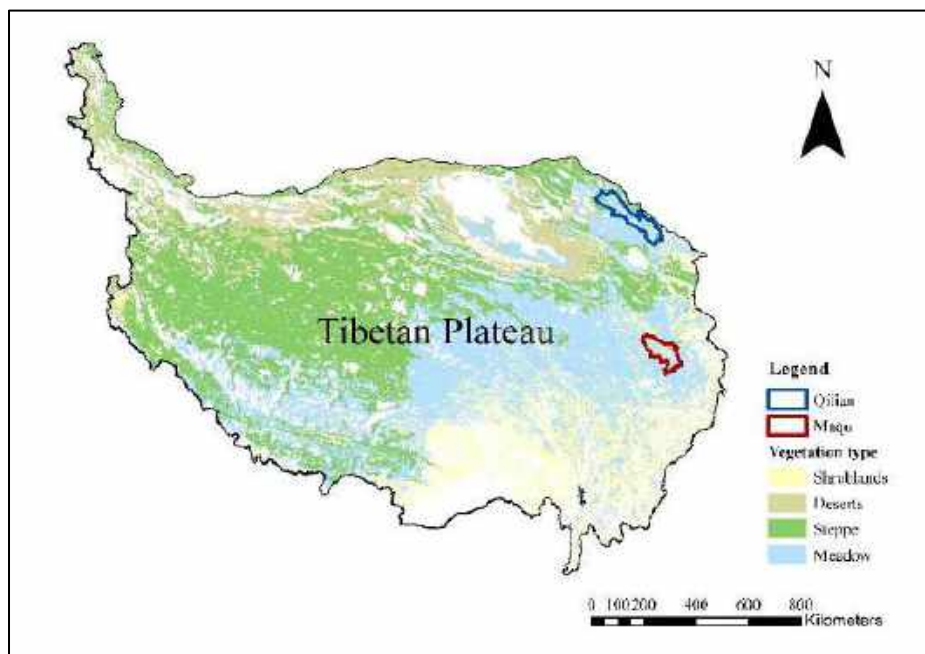 N
Tibetan Plateau
Legend
Qilian
Maqu
Vegetation type
Shrublands
Deserts
Steppe
Meadow
0 100 200 400 600 800
Kilometers